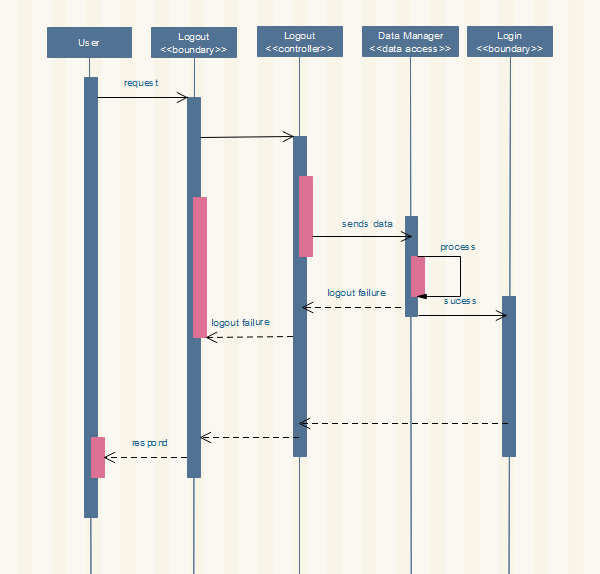 User
Logout
<<boundary>>
Logout
<<controller>>
Data Manager
<<data access>>
Login
<<boundary>>
request
sends data
process
logout failure
sucess
logout failure
respond